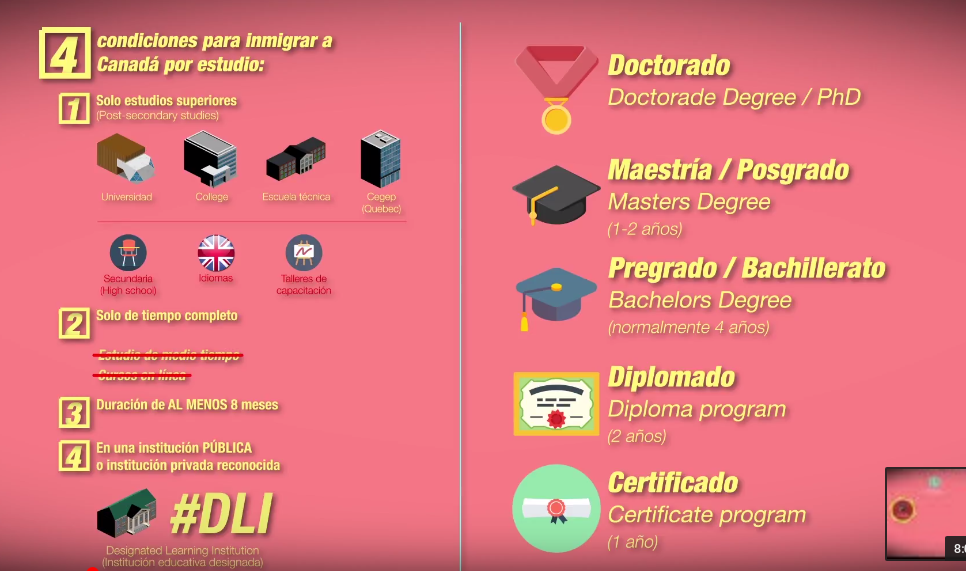 4
condiciones para inmigrar a
Canadá por estudio:
1
Solo estudios superiores
(Post-secondary studies)
Universidad
College
Escuela técnica
Cegep
(Quebec)
Secundaria
(High school)
Idiomas
Talleres de
capacitación
2
Solo de tiempo completo
Estudio de medio tiempo
Cursos en línea
3
Duración de AL MENOS 8 meses
4
En una institución PÚBLICA
o institución privada reconocida
#DLI
Designated Learning Institution
(Institución educativa designada)
Doctorado
Doctorade Degree / PhD
Maestría / Posgrado
Masters Degree
(1-2 años)
Pregrado / Bachillerato
Bachelors Degree
(normalmente 4 años)
Diplomado
Diploma program
(2 años)
Certificado
Certificate program
(1 año)